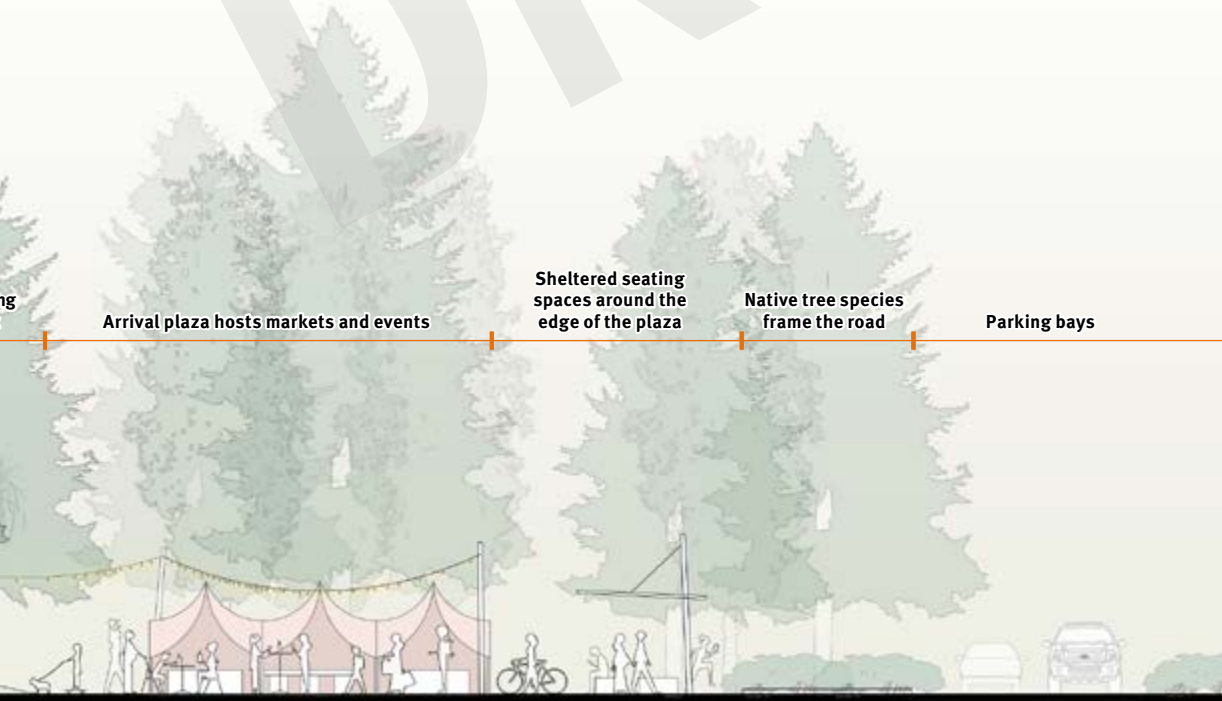 Arrival plaza hosts markets and events
Sheltered seating
spaces around the
edge of the plaza
Native tree species
frame the road
Parking bays